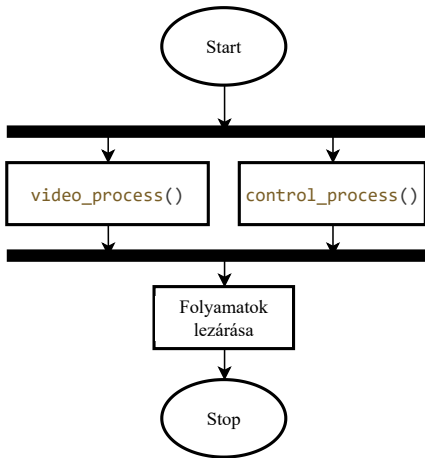 Start
video_process()
control_process()
Folyamatok
lezárása
Stop